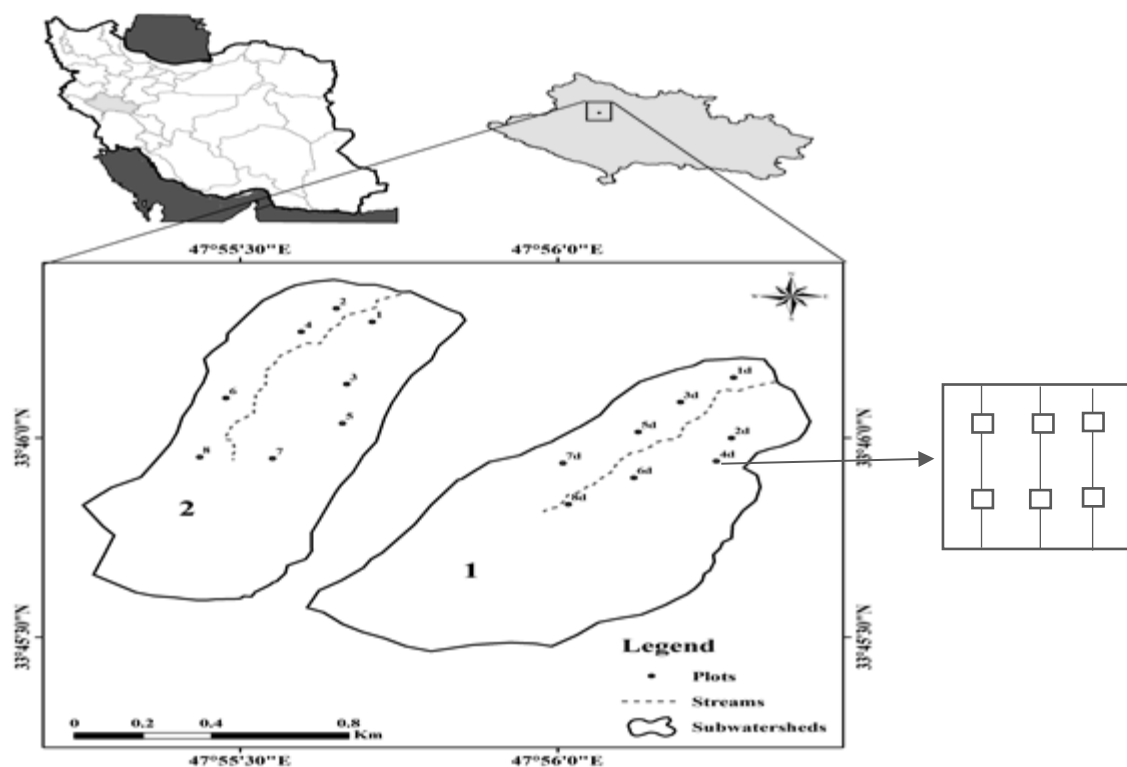 47°55'30"E 47°56'0"E
N
W E
S
2
4
1
3
6
5
8
7
2
1d
3d
5d
2d
7d
4d
6d
8d
1
33°46'0"N 33°46'0"N
33°45'30"N 33°45'30"N
Legend
Plots
Streams
Subwatersheds
0 0.2 0.4 0.8
Km
47°55'30"E 47°56'0"E